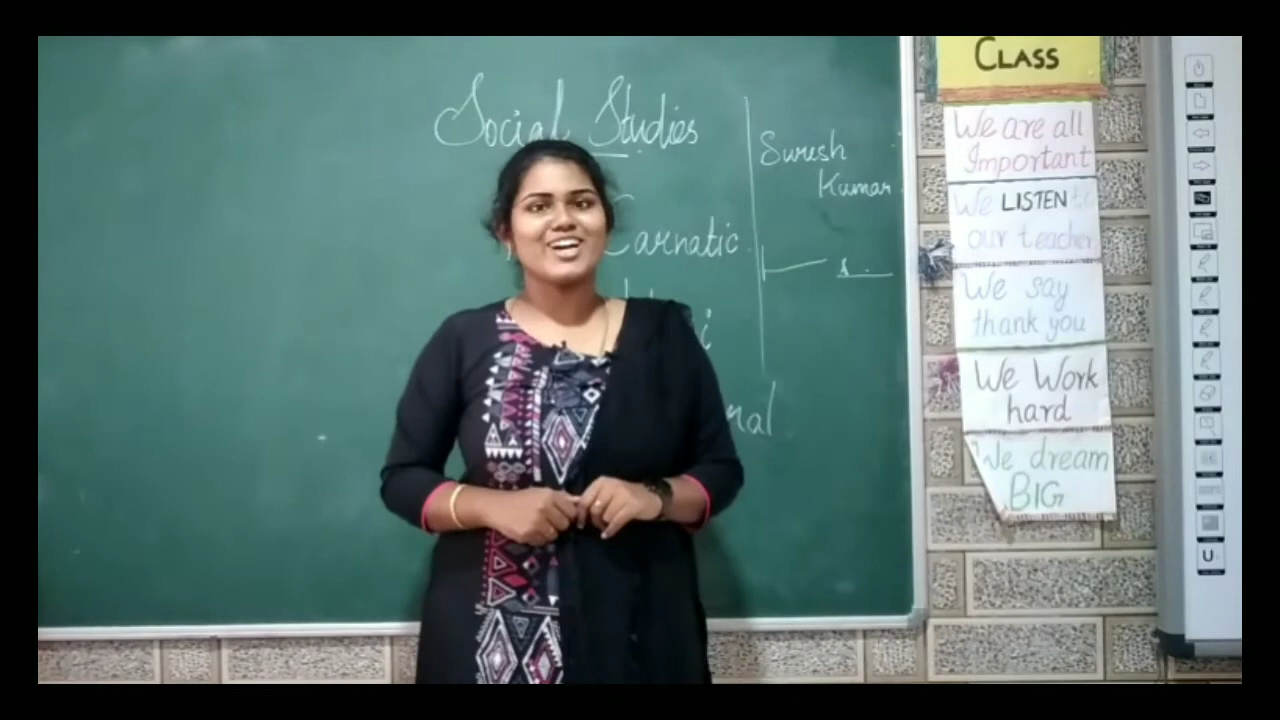 Social Studies
Carnatic
Suresh
Kumar
CLASS
We are all
Important
We LISTEN to
our teacher
We say
thank you
We Work
hard
We dream
BIG
U